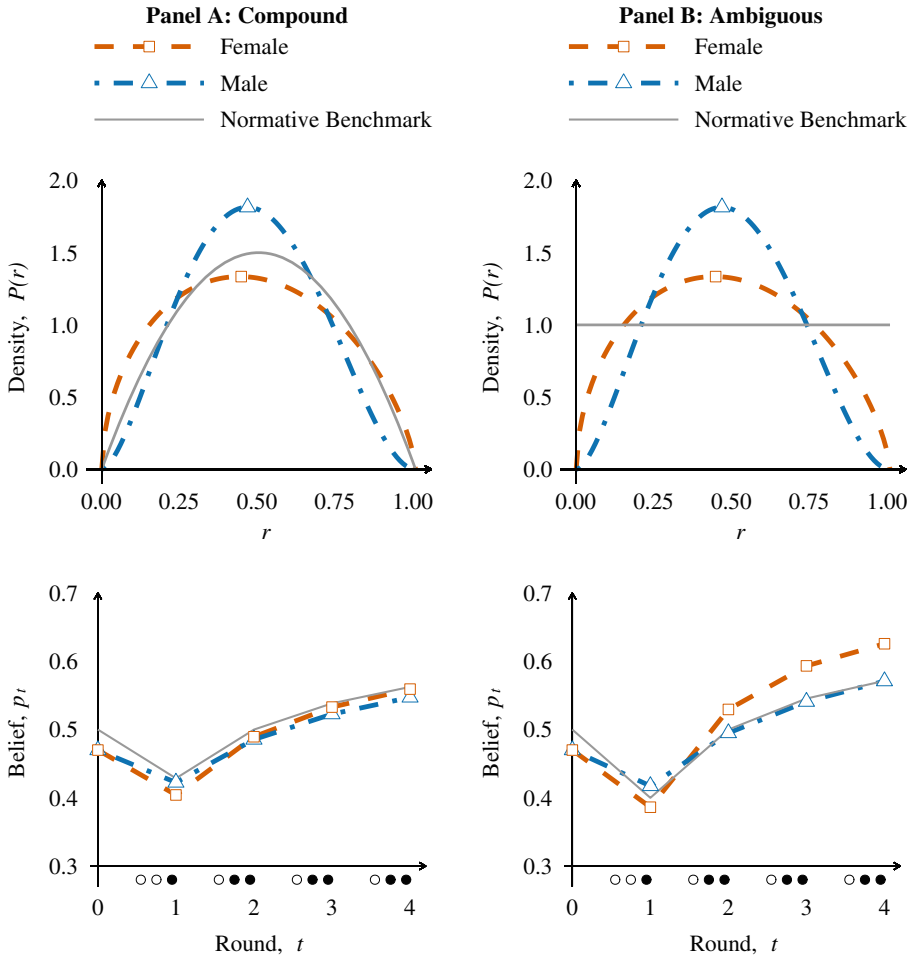 Panel A: Compound
Female
Male
Normative Benchmark
2.0
1.5
1.0
0.5
0.0
Density, P(r)
0.00 0.25 0.50 0.75 1.00
r
0.7
0.6
0.5
0.4
0.3
Belief, pt
0 1 2 3 4
Round, t
Panel B: Ambiguous
Female
Male
Normative Benchmark
2.0
1.5
1.0
0.5
0.0
Density, P(r)
0.00 0.25 0.50 0.75 1.00
r
0.7
0.6
0.5
0.4
0.3
Belief, pt
0 1 2 3 4
Round, t